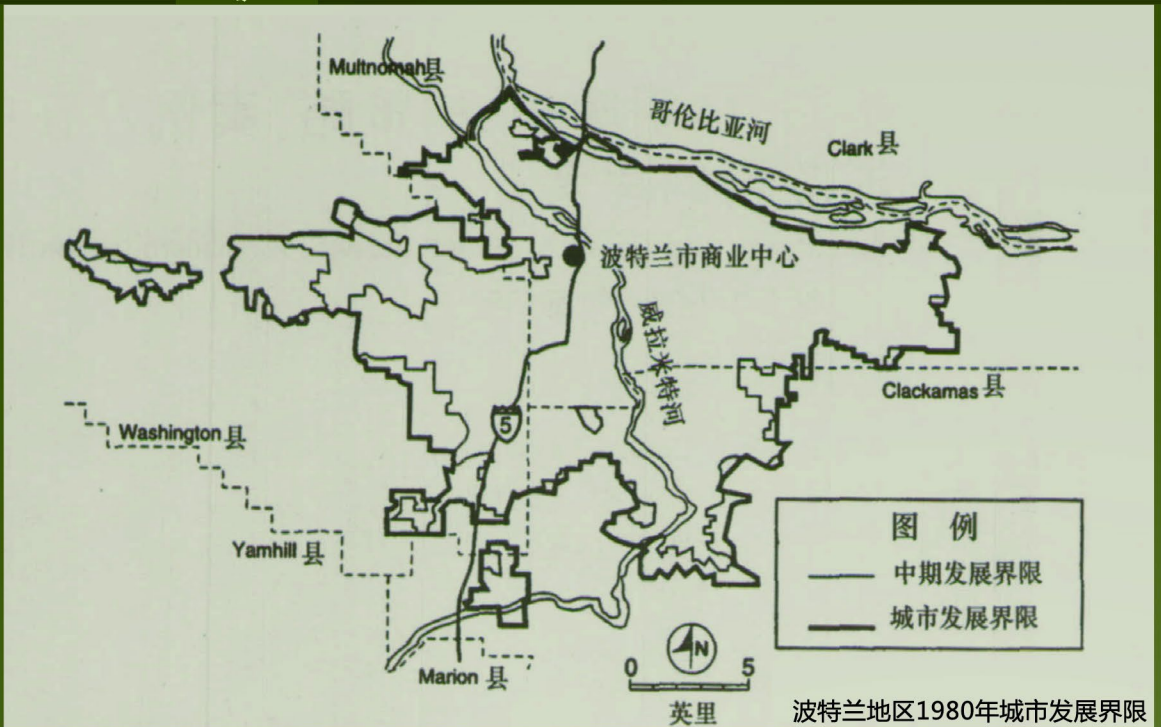 Multnomah县
哥伦比亚河
Clark县
波特兰市商业中心
威拉米特河
Clackamas县
5
Washington县
Yamhill县
图 例
中期发展界限
城市发展界限
N
0 5
英里
Marion县
波特兰地区1980年城市发展界限